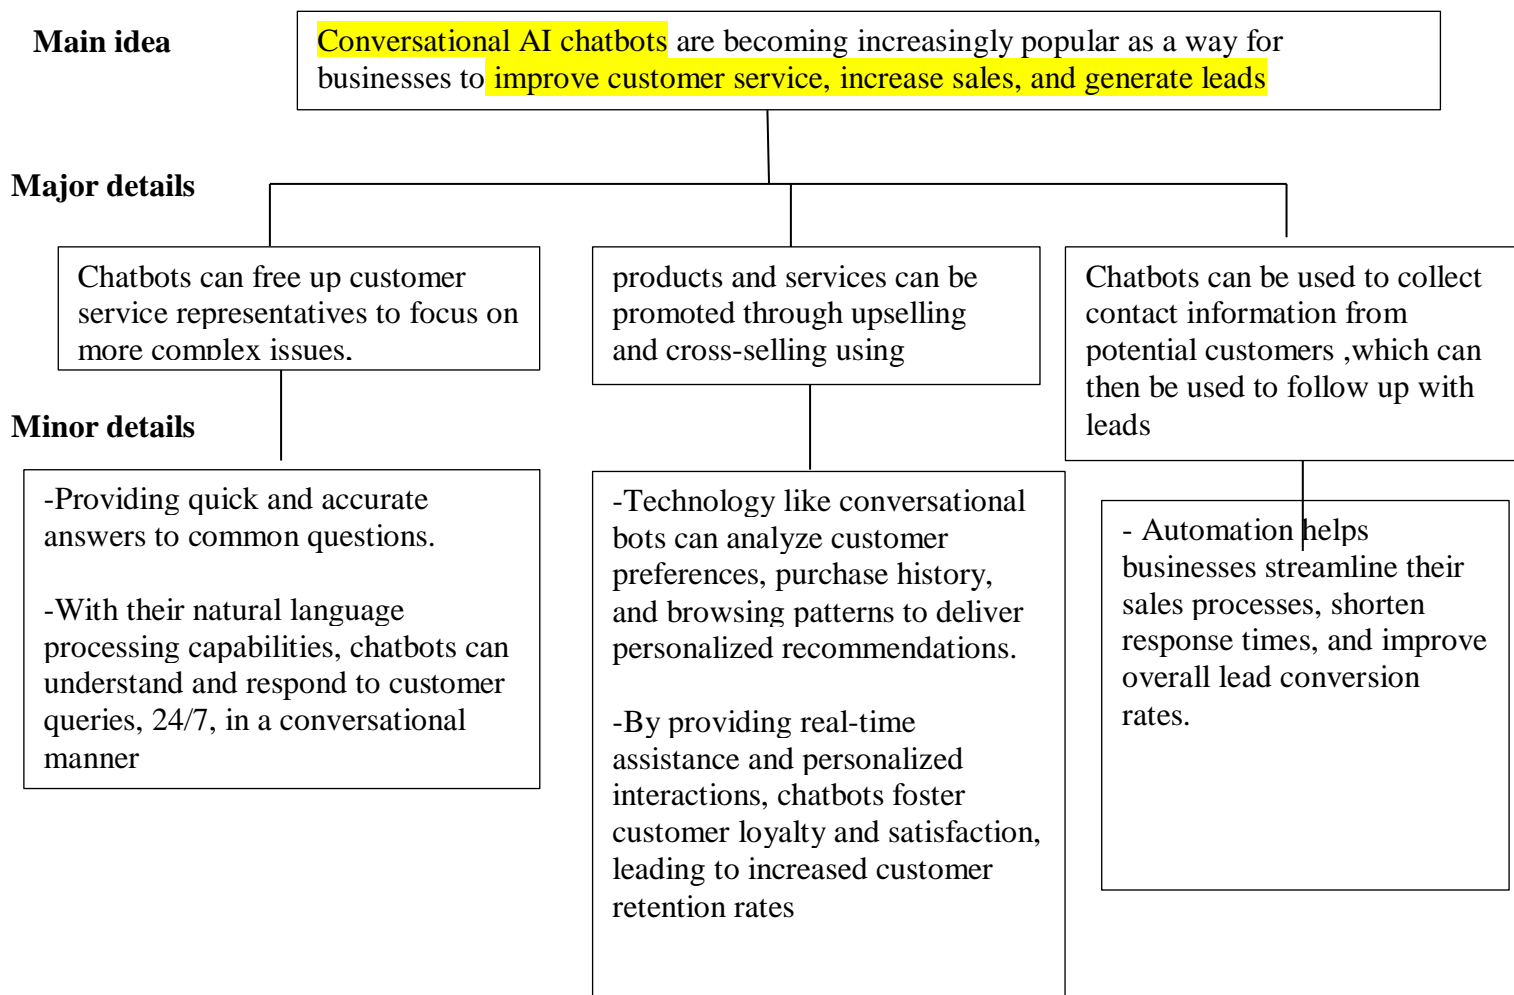 Main idea
Conversational AI chatbots are becoming increasingly popular as a way for
businesses to improve customer service, increase sales, and generate leads
Major details
Chatbots can free up customer
service representatives to focus on
more complex issues.
products and services can be
promoted through upselling
and cross-selling using
Chatbots can be used to collect
contact information from
potential customers ,which can
then be used to follow up with
leads
Minor details
-Providing quick and accurate
answers to common questions.
-With their natural language
processing capabilities, chatbots can
understand and respond to customer
queries, 24/7, in a conversational
manner
-Technology like conversational
bots can analyze customer
preferences, purchase history,
and browsing patterns to deliver
personalized recommendations.
-By providing real-time
assistance and personalized
interactions, chatbots foster
customer loyalty and satisfaction,
leading to increased customer
retention rates
- Automation helps
businesses streamline their
sales processes, shorten
response times, and improve
overall lead conversion
rates.